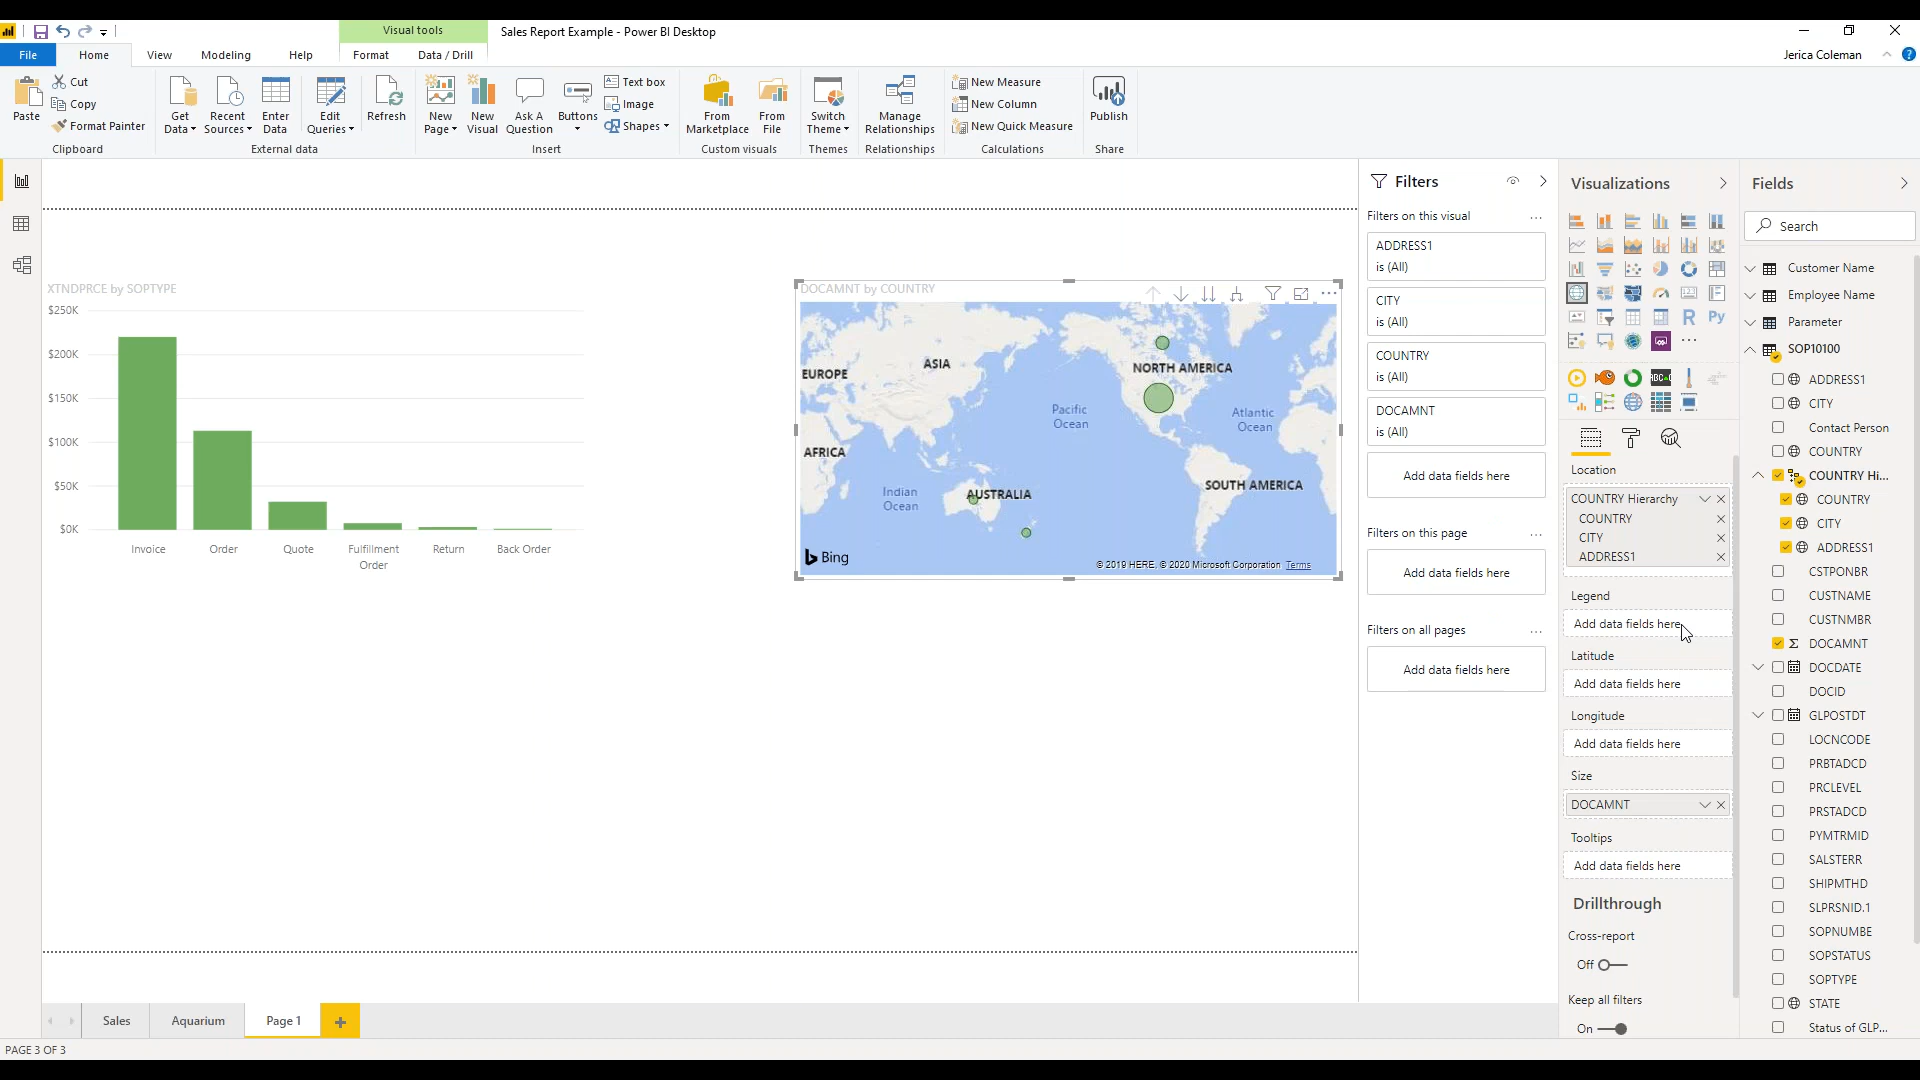 Visual tools
Sales Report Example - Power BI Desktop
File
Home
View
Modeling
Help
Format
Data / Drill
Jerica Coleman
?
Paste
Cut
Copy
Format Painter
Clipboard
Get Data
Recent Sources
Enter Data
Edit Queries
Refresh
External data
New Page
New Visual
Ask A Question
Buttons
Text box
Image
Shapes
Insert
From Marketplace
From File
Custom visuals
Switch Theme
Themes
Manage Relationships
Relationships
New Measure
New Column
New Quick Measure
Calculations
Publish
Share
XTNDPRCE by SOPTYPE
$250K
$200K
$150K
$100K
$50K
$0K
Invoice
Order
Quote
Fulfillment Order
Return
Back Order
DOCAMNT by COUNTRY
EUROPE
ASIA
NORTH AMERICA
Pacific Ocean
Atlantic Ocean
AFRICA
Indian Ocean
AUSTRALIA
SOUTH AMERICA
Bing
© 2019 HERE, © 2020 Microsoft Corporation Terms
Filters
Filters on this visual
ADDRESS1
is (All)
CITY
is (All)
COUNTRY
is (All)
DOCAMNT
is (All)
Add data fields here
Filters on this page
Add data fields here
Filters on all pages
Add data fields here
Visualizations
R
Py
Location
COUNTRY Hierarchy
COUNTRY
CITY
ADDRESS1
Legend
Add data fields here
Latitude
Add data fields here
Longitude
Add data fields here
Size
DOCAMNT
Tooltips
Add data fields here
Drillthrough
Cross-report
Off
Keep all filters
On
Fields
Search
Customer Name
Employee Name
Parameter
SOP10100
ADDRESS1
CITY
Contact Person
COUNTRY
COUNTRY Hi...
COUNTRY
CITY
ADDRESS1
CSTPONBR
CUSTNAME
CUSTNMBR
DOCAMNT
DOCDATE
DOCID
GLPOSTDT
LOCNCODE
PRBTADCD
PRCLEVEL
PRSTADCD
PYMTRMID
SALSTERR
SHIPMTHD
SLPRSNID.1
SOPNUMBE
SOPSTATUS
SOPTYPE
STATE
Status of GLP...
Sales
Aquarium
Page 1
PAGE 3 OF 3